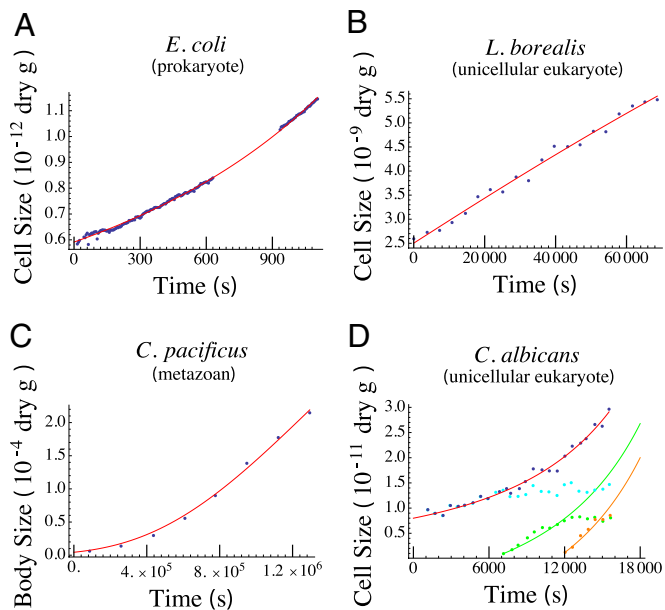 A
E. coli
(prokaryote)
Cell Size ( 10⁻¹² dry g )
1.1
1.0
0.9
0.8
0.7
0.6
0 300 600 900
Time (s)
B
L. borealis
(unicellular eukaryote)
Cell Size ( 10⁻⁹ dry g )
5.5
5.0
4.5
4.0
3.5
3.0
2.5
0 20 000 40 000 60 000
Time (s)
C
C. pacificus
(metazoan)
Body Size ( 10⁻⁴ dry g )
2.0
1.5
1.0
0.5
0.0
0. 4. × 10⁵ 8. × 10⁵ 1.2 × 10⁶
Time (s)
D
C. albicans
(unicellular eukaryote)
Cell Size ( 10⁻¹¹ dry g )
3.0
2.5
2.0
1.5
1.0
0.5
0 6000 12 000 18 000
Time (s)